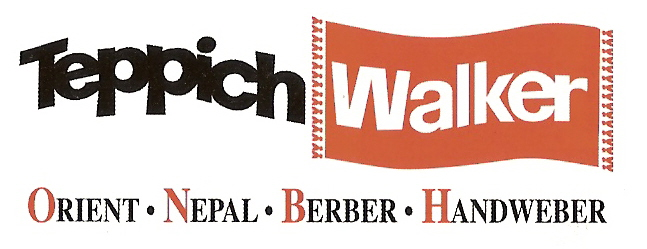 Teppich Walker
ORIENT • NEPAL • BERBER • HANDWEBER